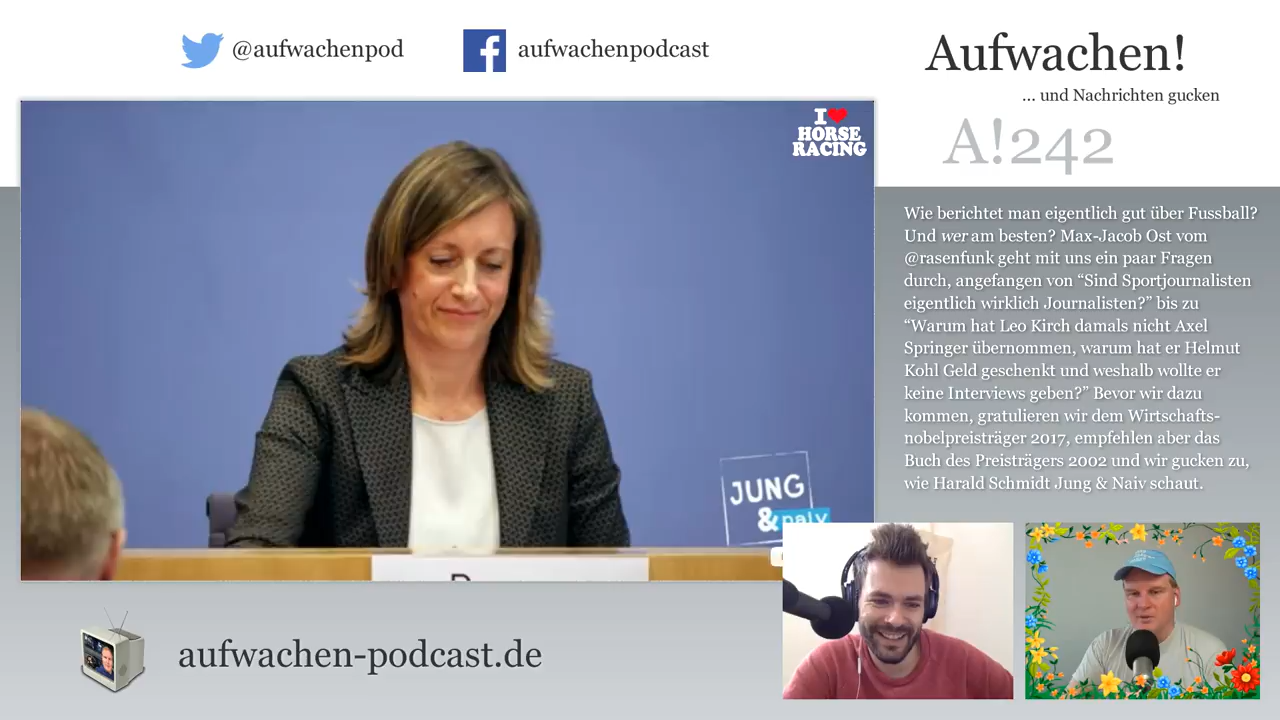 @aufwachenpod
aufwachenpodcast
Aufwachen!
... und Nachrichten gucken
A!242
I
HORSE
RACING
Wie berichtet man eigentlich gut über Fussball?
Und wer am besten? Max-Jacob Ost vom
@rasenfunk geht mit uns ein paar Fragen
durch, angefangen von “Sind Sportjournalisten
eigentlich wirklich Journalisten?” bis zu
“Warum hat Leo Kirch damals nicht Axel
Springer übernommen, warum hat er Helmut
Kohl Geld geschenkt und weshalb wollte er
keine Interviews geben?” Bevor wir dazu
kommen, gratulieren wir dem Wirtschafts-
nobelpreisträger 2017, empfehlen aber das
Buch des Preisträgers 2002 und wir gucken zu,
wie Harald Schmidt Jung & Naiv schaut.
JUNG
& naiv
aufwachen-podcast.de